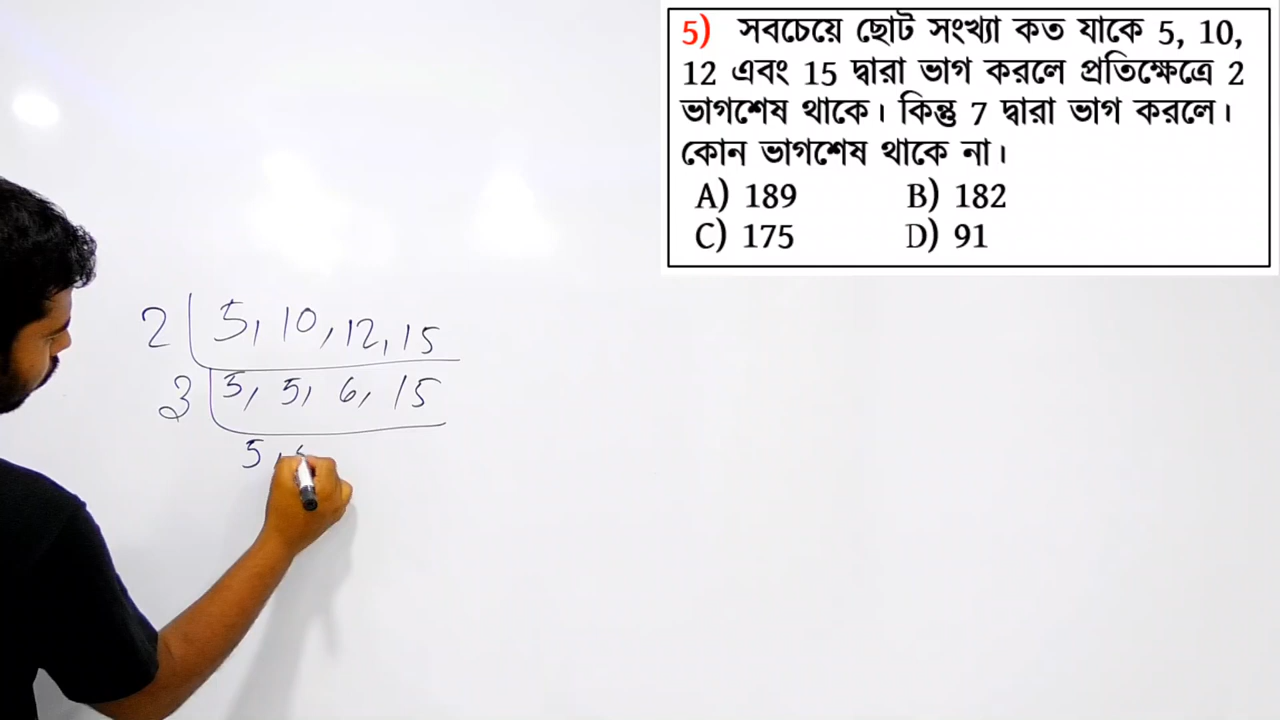 5) সবচেয়ে ছোট সংখ্যা কত যাকে 5, 10,
12 এবং 15 দ্বারা ভাগ করলে প্রতিক্ষেত্রে 2
ভাগশেষ থাকে। কিন্তু 7 দ্বারা ভাগ করলে।
কোন ভাগশেষ থাকে না।
A) 189 B) 182
C) 175 D) 91
2 5, 10, 12, 15
3 5, 5, 6, 15
5,